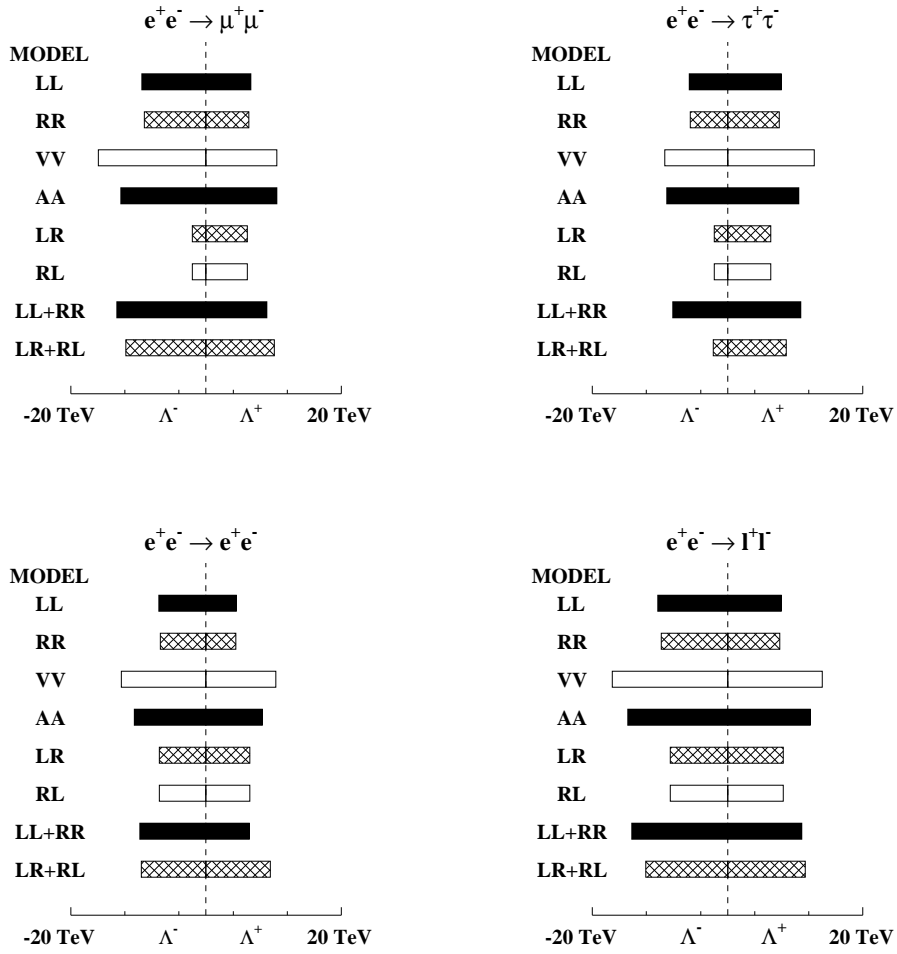 e⁺e⁻ → μ⁺μ⁻
MODEL
LL
RR
VV
AA
LR
RL
LL+RR
LR+RL
-20 TeV Λ⁻ Λ⁺ 20 TeV
e⁺e⁻ → τ⁺τ⁻
MODEL
LL
RR
VV
AA
LR
RL
LL+RR
LR+RL
-20 TeV Λ⁻ Λ⁺ 20 TeV
e⁺e⁻ → e⁺e⁻
MODEL
LL
RR
VV
AA
LR
RL
LL+RR
LR+RL
-20 TeV Λ⁻ Λ⁺ 20 TeV
e⁺e⁻ → l⁺l⁻
MODEL
LL
RR
VV
AA
LR
RL
LL+RR
LR+RL
-20 TeV Λ⁻ Λ⁺ 20 TeV